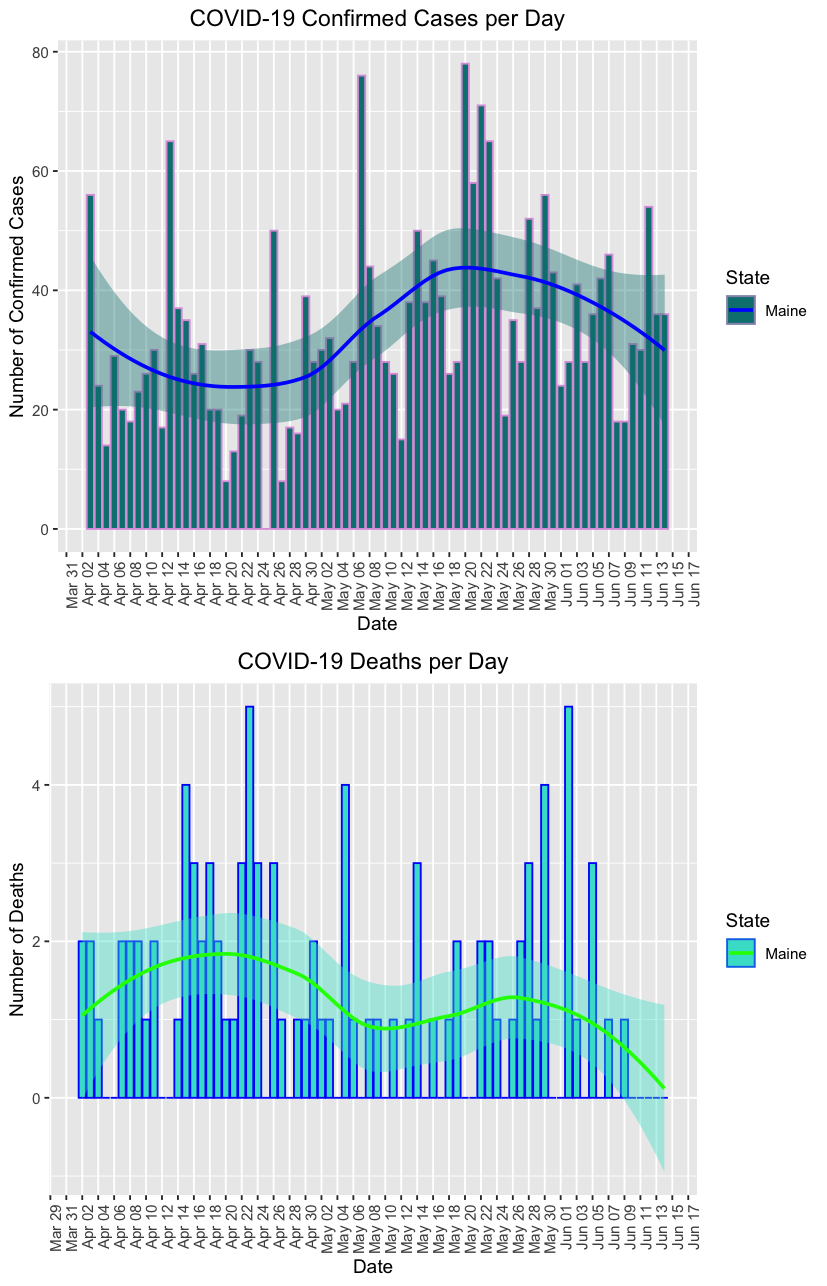 COVID-19 Confirmed Cases per Day
80
60
40
20
0
Number of Confirmed Cases
Mar 31
Apr 02
Apr 04
Apr 06
Apr 08
Apr 10
Apr 12
Apr 14
Apr 16
Apr 18
Apr 20
Apr 22
Apr 24
Apr 26
Apr 28
Apr 30
May 02
May 04
May 06
May 08
May 10
May 12
May 14
May 16
May 18
May 20
May 22
May 24
May 26
May 28
May 30
Jun 01
Jun 03
Jun 05
Jun 07
Jun 09
Jun 11
Jun 13
Jun 15
Jun 17
Date
State
Maine
COVID-19 Deaths per Day
4
2
0
Number of Deaths
Mar 29
Mar 31
Apr 02
Apr 04
Apr 06
Apr 08
Apr 10
Apr 12
Apr 14
Apr 16
Apr 18
Apr 20
Apr 22
Apr 24
Apr 26
Apr 28
Apr 30
May 02
May 04
May 06
May 08
May 10
May 12
May 14
May 16
May 18
May 20
May 22
May 24
May 26
May 28
May 30
Jun 01
Jun 03
Jun 05
Jun 07
Jun 09
Jun 11
Jun 13
Jun 15
Jun 17
Date
State
Maine